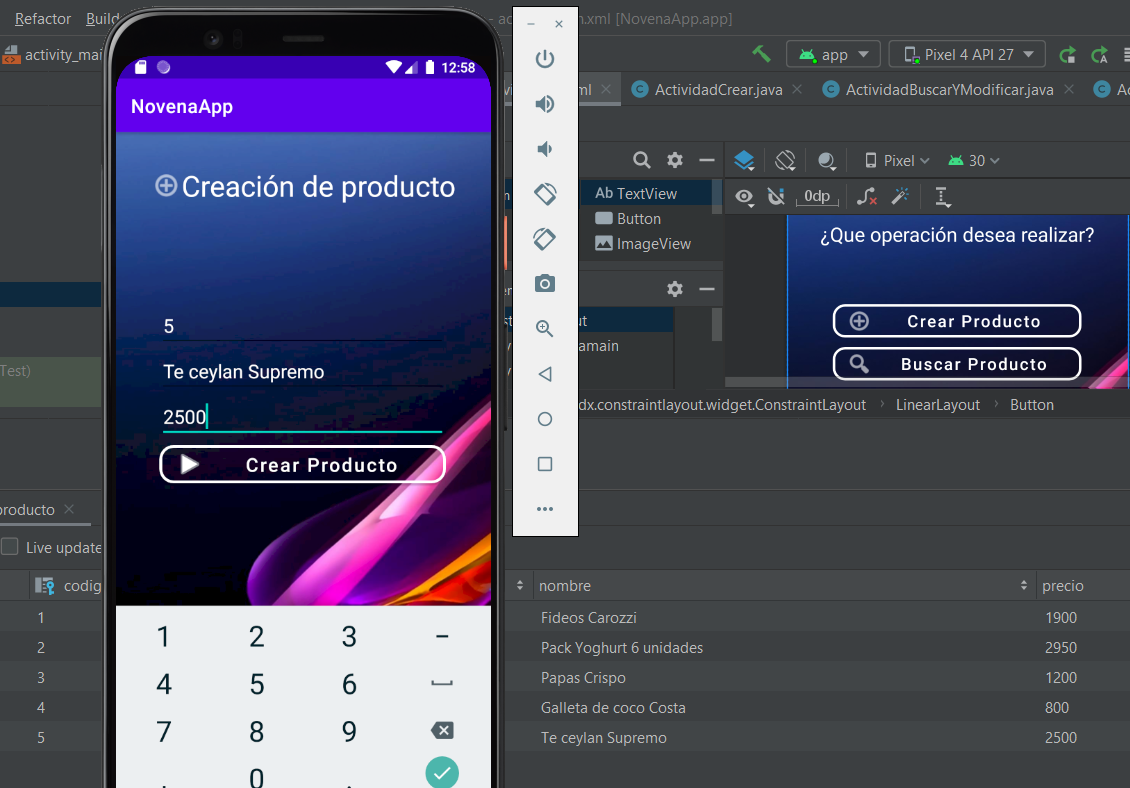 Refactor Build
- ac
n.xml [NovenaApp.app]
activity_mai
app
Pixel 4 API 27
ml
ActividadCrear.java
ActividadBuscarYModificar.java
Ac
12:58
NovenaApp
Creación de producto
5
Te ceylan Supremo
2500
Crear Producto
1 2 3 -
4 5 6
7 8 9
0
Pixel
30
Ab TextView
Button
ImageView
0dp
¿Que operación desea realizar?
Crear Producto
Buscar Producto
ut
amain
dx.constraintlayout.widget.ConstraintLayout
LinearLayout
Button
Test)
producto
Live update
codig
nombre
precio
1 Fideos Carozzi 1900
2 Pack Yoghurt 6 unidades 2950
3 Papas Crispo 1200
4 Galleta de coco Costa 800
5 Te ceylan Supremo 2500